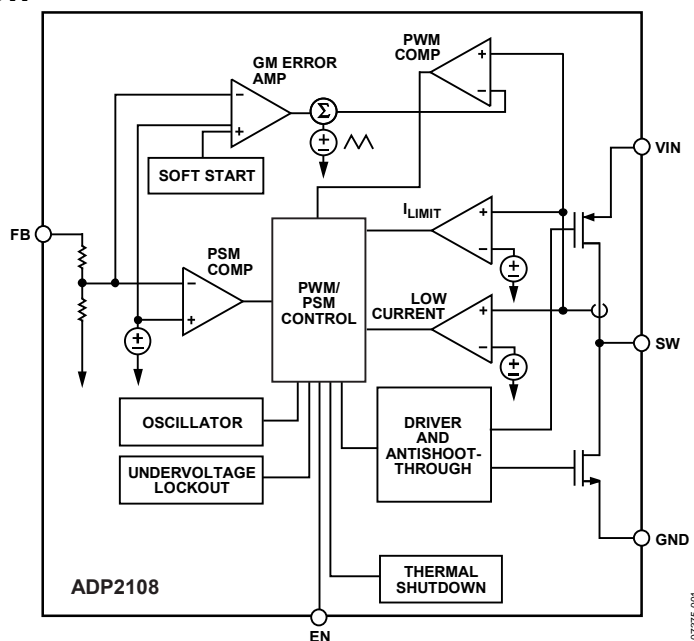 GM ERROR
AMP
PWM
COMP
+
–
–
+
Σ
+
–
SOFT START
VIN
FB
I LIMIT
+
–
+
–
PSM
COMP
–
+
PWM/
PSM
CONTROL
LOW
CURRENT
+
–
+
–
+
–
SW
OSCILLATOR
UNDERVOLTAGE
LOCKOUT
DRIVER
AND
ANTISHOOT-
THROUGH
GND
THERMAL
SHUTDOWN
ADP2108
EN